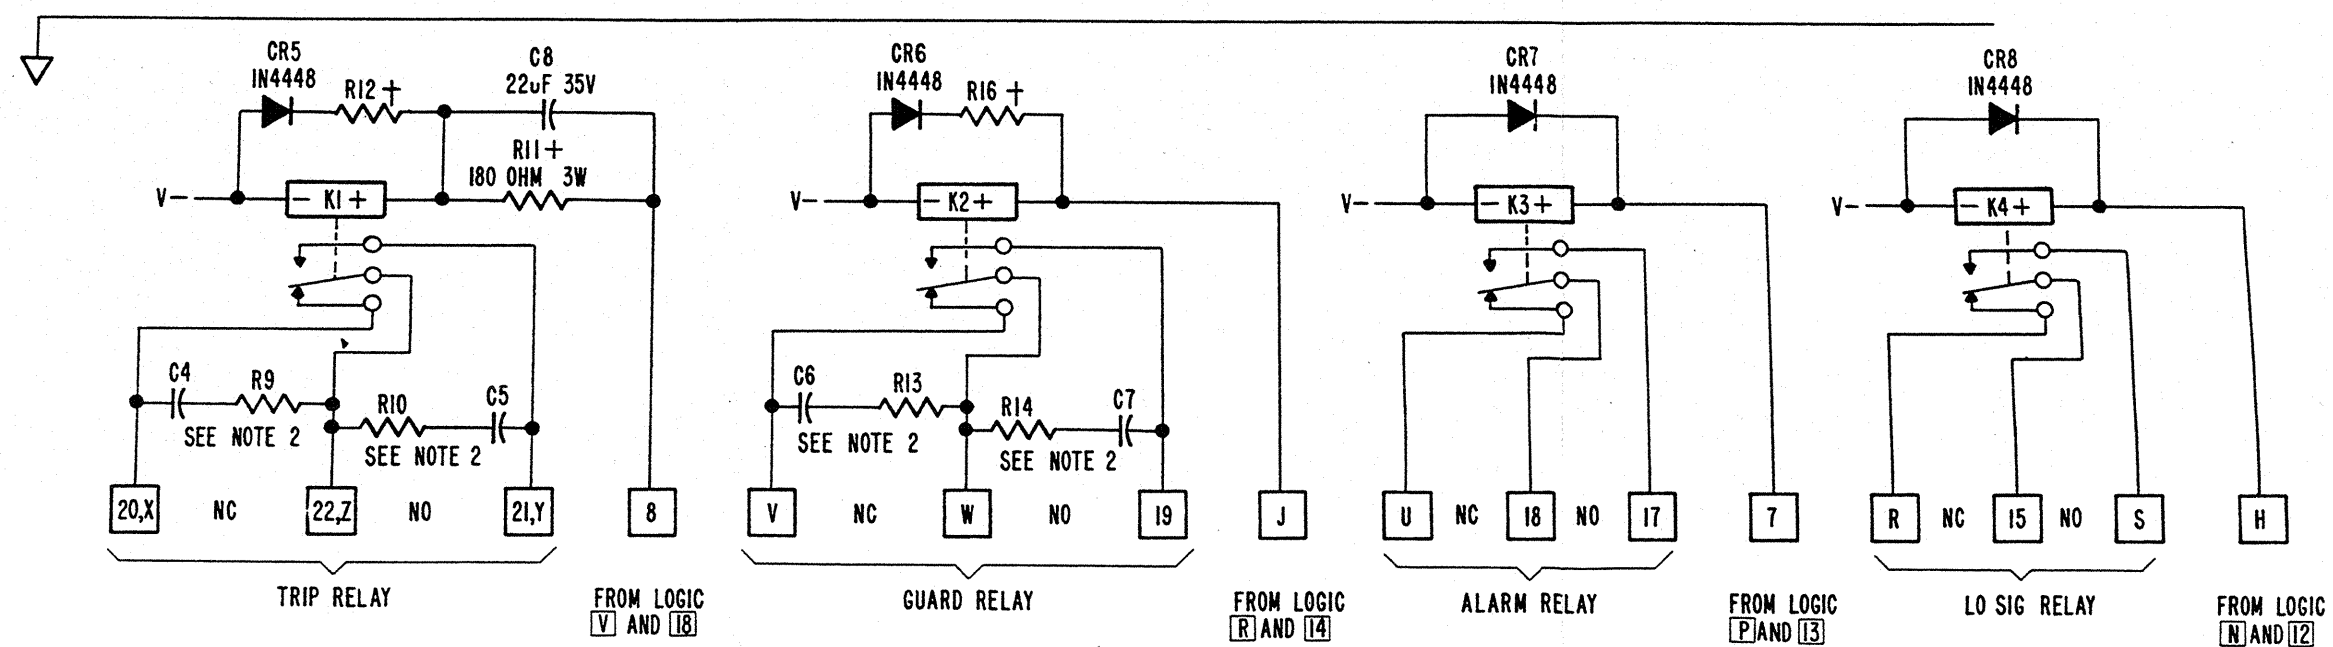 CR5
1N4448
R12 +
C8
22uF 35V
R11 +
180 OHM 3W
V-
- K1 +
C4
R9
R10
C5
SEE NOTE 2
SEE NOTE 2
20,X
NC
22,Z
NO
21,Y
8
TRIP RELAY
FROM LOGIC
V AND 18
CR6
1N4448
R16 +
V-
- K2 +
C6
R13
R14
C7
SEE NOTE 2
SEE NOTE 2
V
NC
W
NO
19
J
GUARD RELAY
FROM LOGIC
R AND 14
CR7
1N4448
V-
- K3 +
U
NC
18
NO
17
7
ALARM RELAY
FROM LOGIC
P AND 13
CR8
1N4448
V-
- K4 +
R
NC
15
NO
S
H
LO SIG RELAY
FROM LOGIC
N AND 12